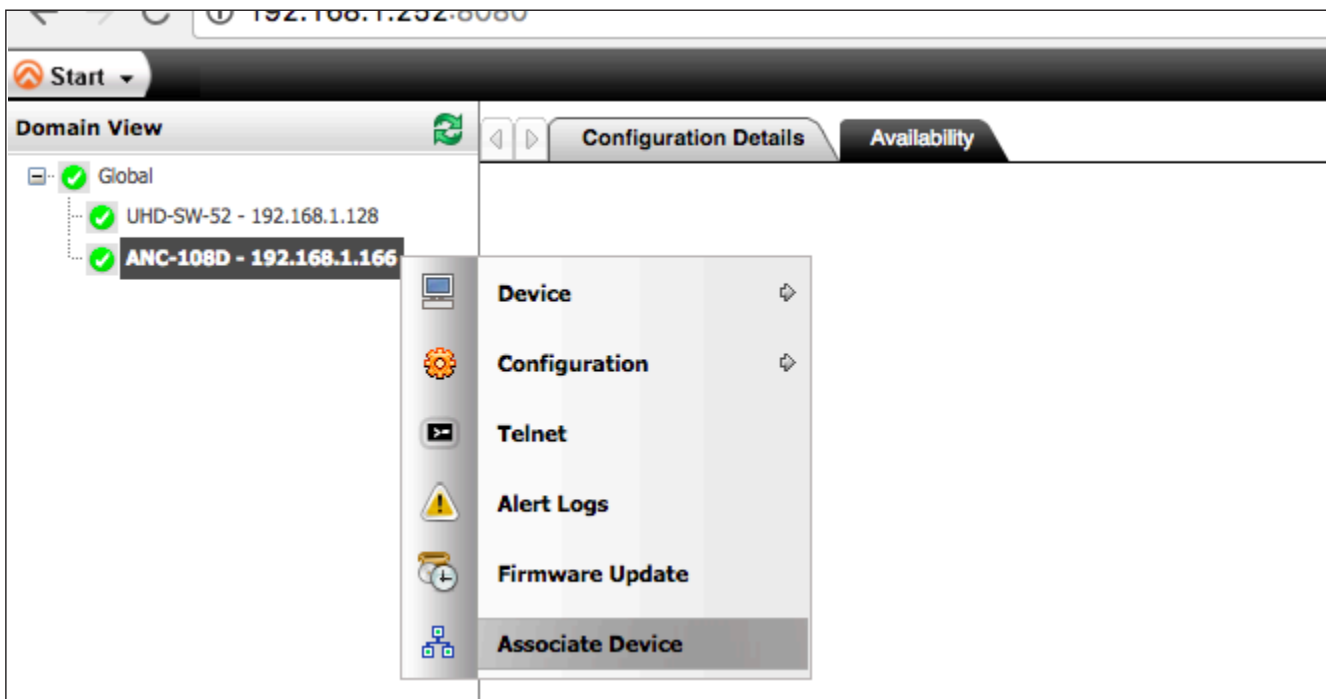 192.168.1.252:8080
Start
Domain View
Configuration Details
Availability
Global
UHD-SW-52 - 192.168.1.128
ANC-108D - 192.168.1.166
Device
Configuration
Telnet
Alert Logs
Firmware Update
Associate Device